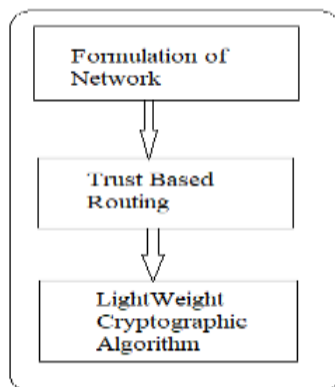 Formulation of
Network
Trust Based
Routing
LightWeight
Cryptographic
Algorithm